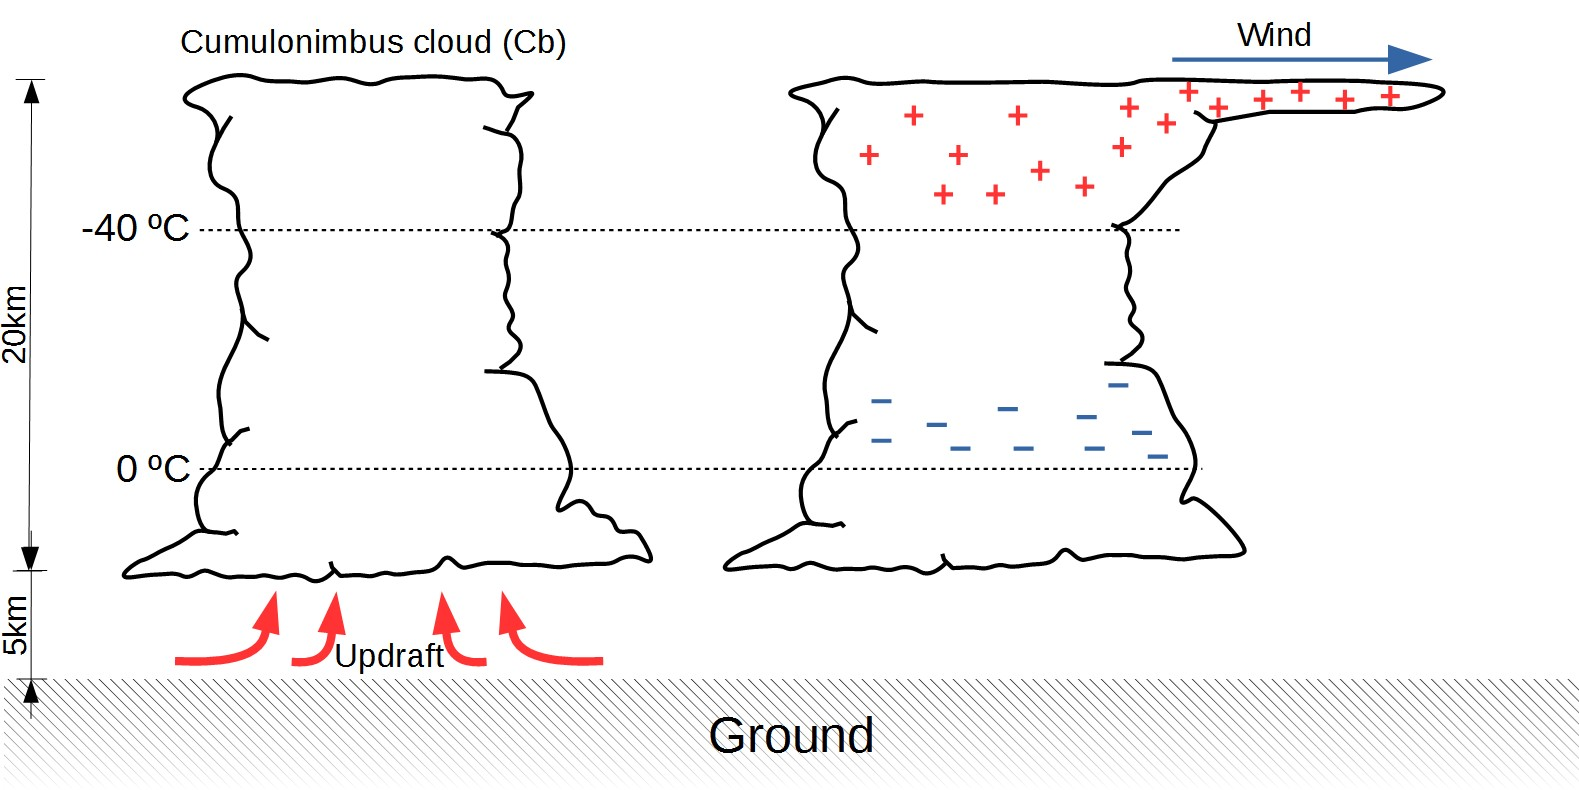 Cumulonimbus cloud (Cb)
Wind
-40 ºC
20km
0 ºC
5km
Updraft
Ground